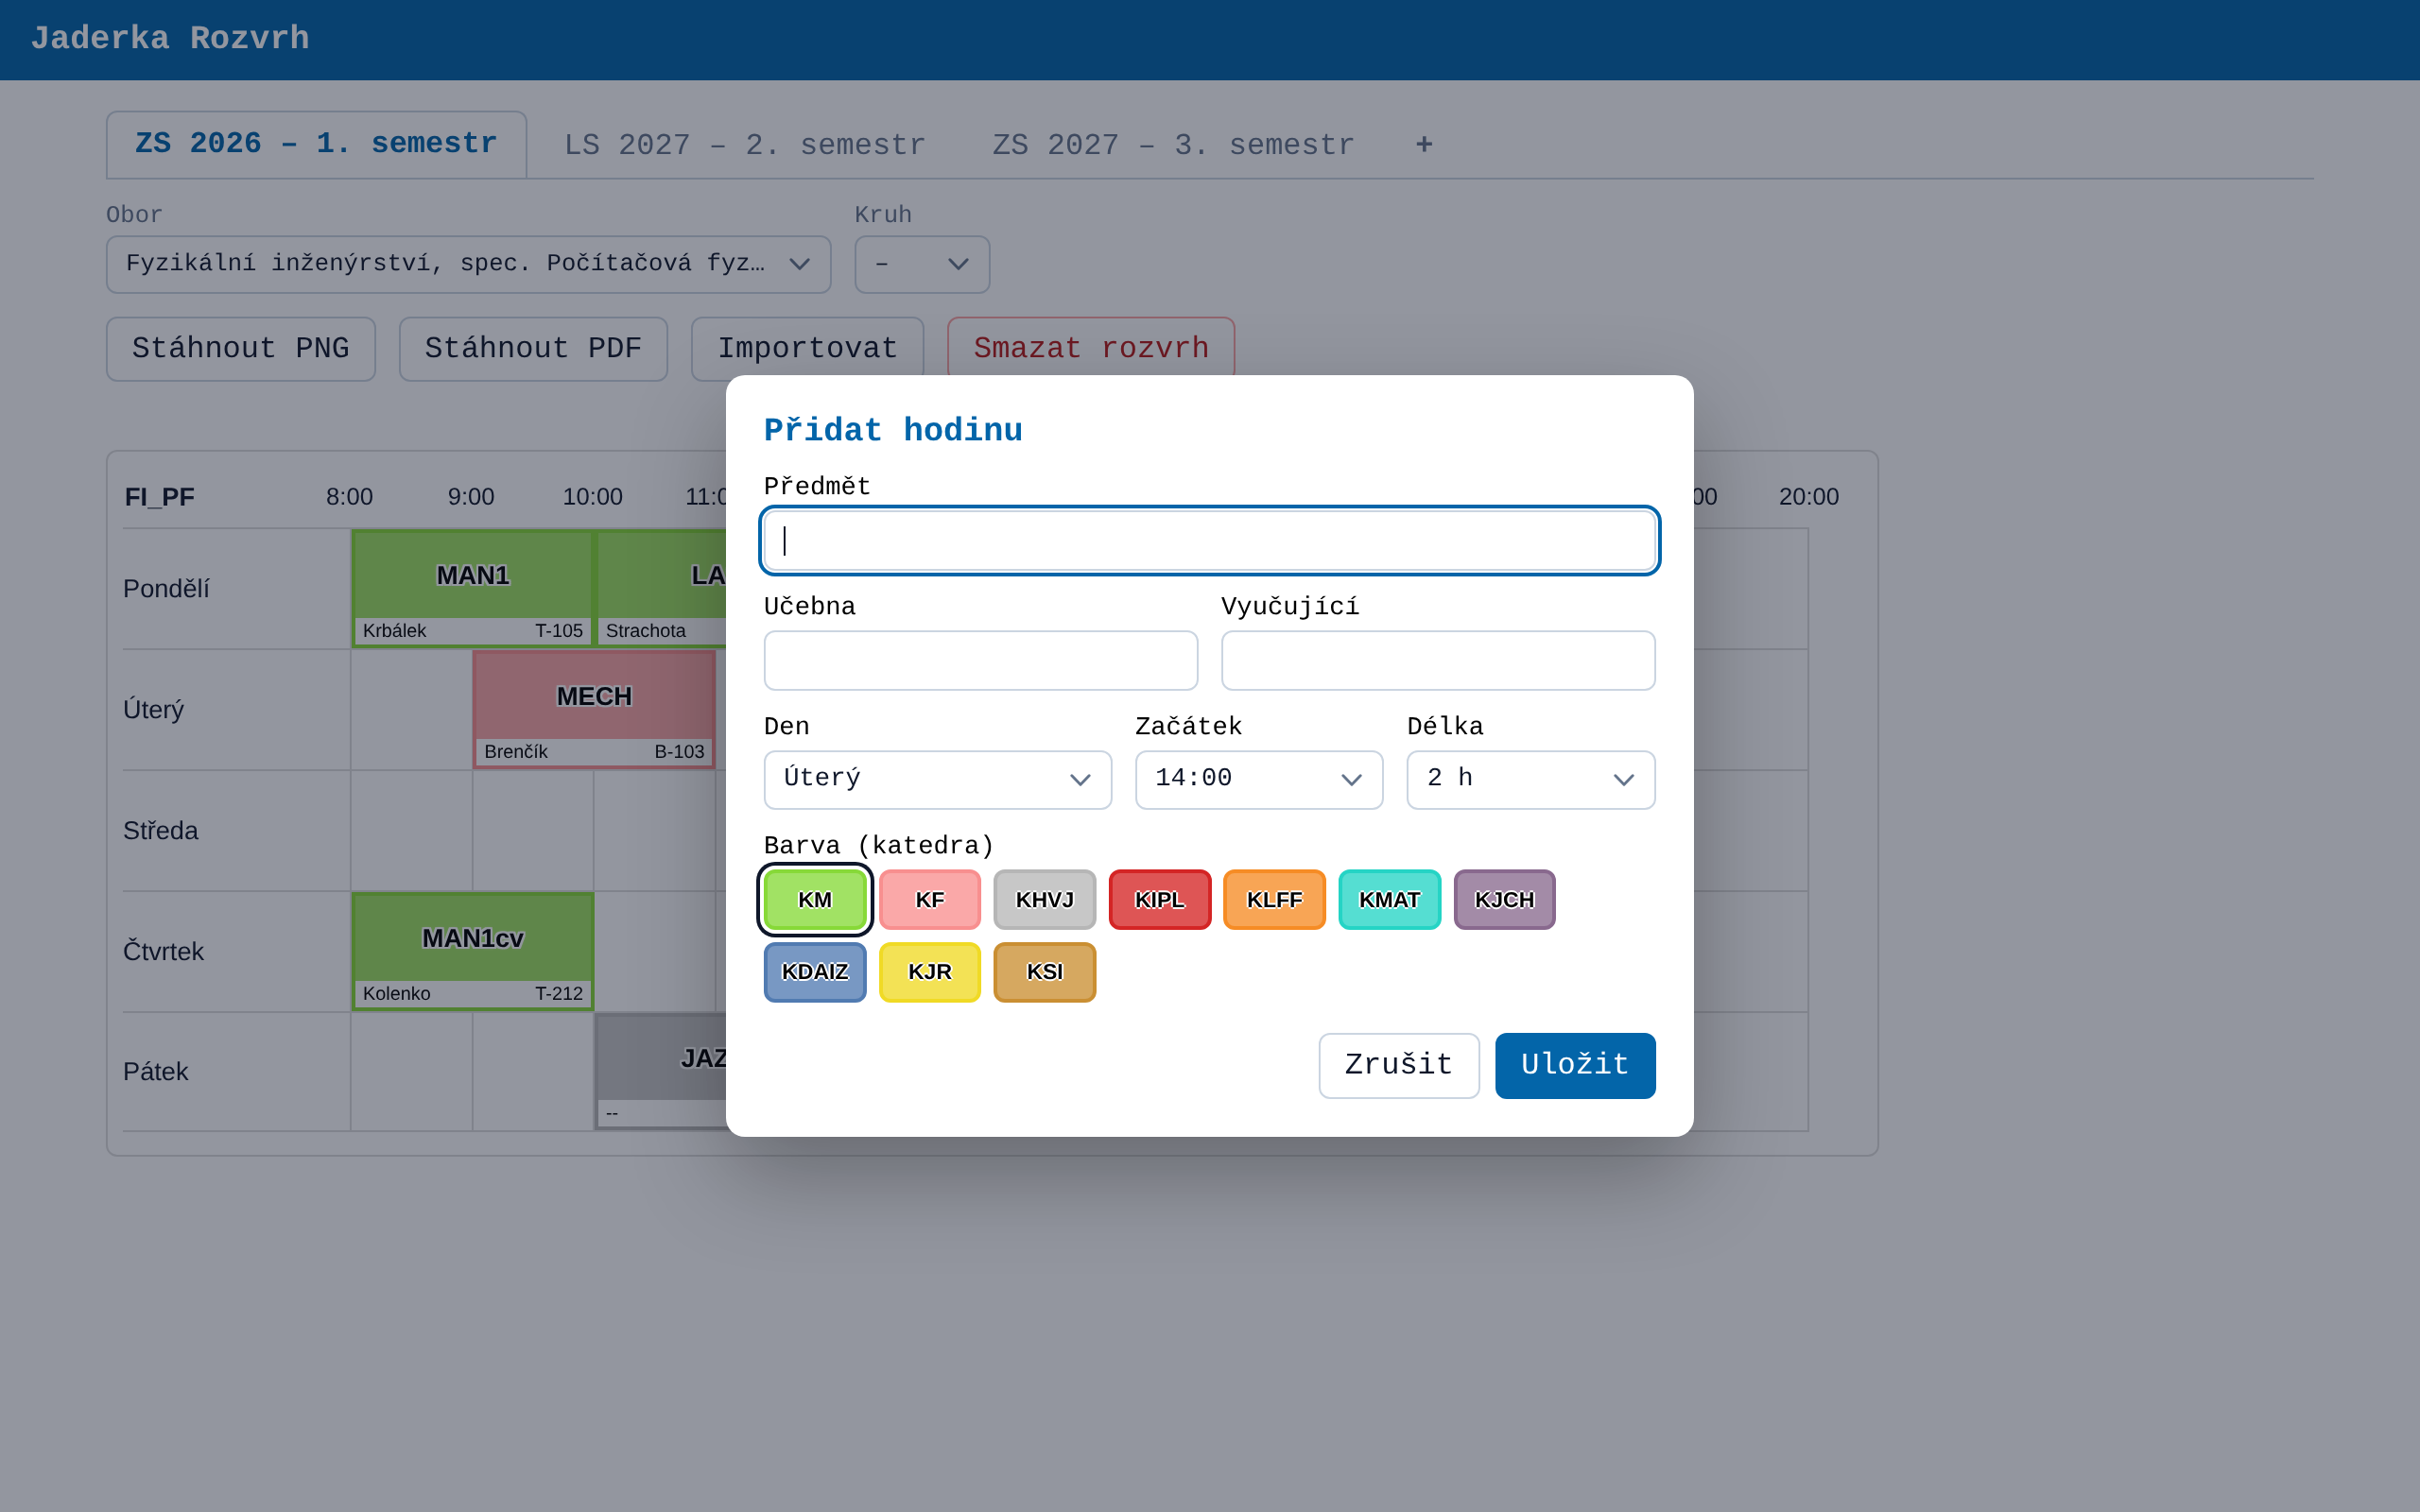 Jaderka Rozvrh
ZS 2026 – 1. semestr LS 2027 – 2. semestr ZS 2027 – 3. semestr +
Obor Kruh
Fyzikální inženýrství, spec. Počítačová fyz… –
Stáhnout PNG Stáhnout PDF Importovat Smazat rozvrh
Přidat hodinu
Předmět
Učebna Vyučující
Den Začátek Délka
Úterý 14:00 2 h
Barva (katedra)
KM KF KHVJ KIPL KLFF KMAT KJCH
KDAIZ KJR KSI
Zrušit Uložit
FI_PF 8:00 9:00 10:00 20:00
Pondělí MAN1
Krbálek T-105 Strachota
Úterý MECH
Brenčík B-103
Středa
Čtvrtek MAN1cv
Kolenko T-212
Pátek
--